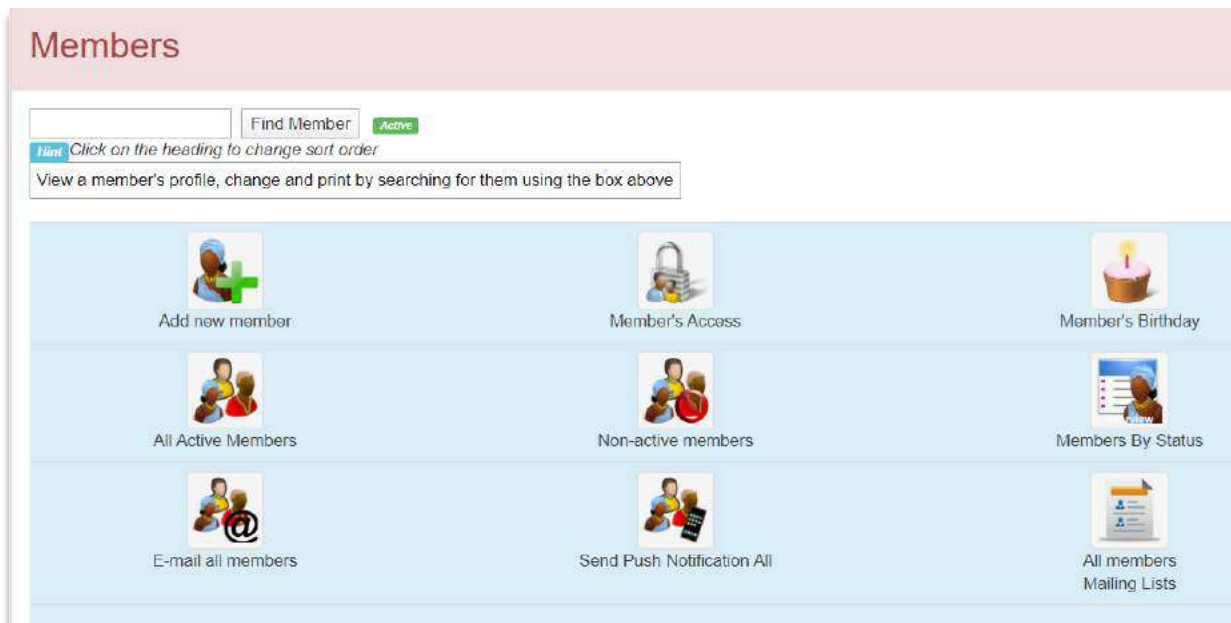 Members
Find Member Active
Hint Click on the heading to change sort order
View a member's profile, change and print by searching for them using the box above
Add new member Member's Access Member's Birthday
All Active Members Non-active members Members By Status
E-mail all members Send Push Notification All All members
Mailing Lists